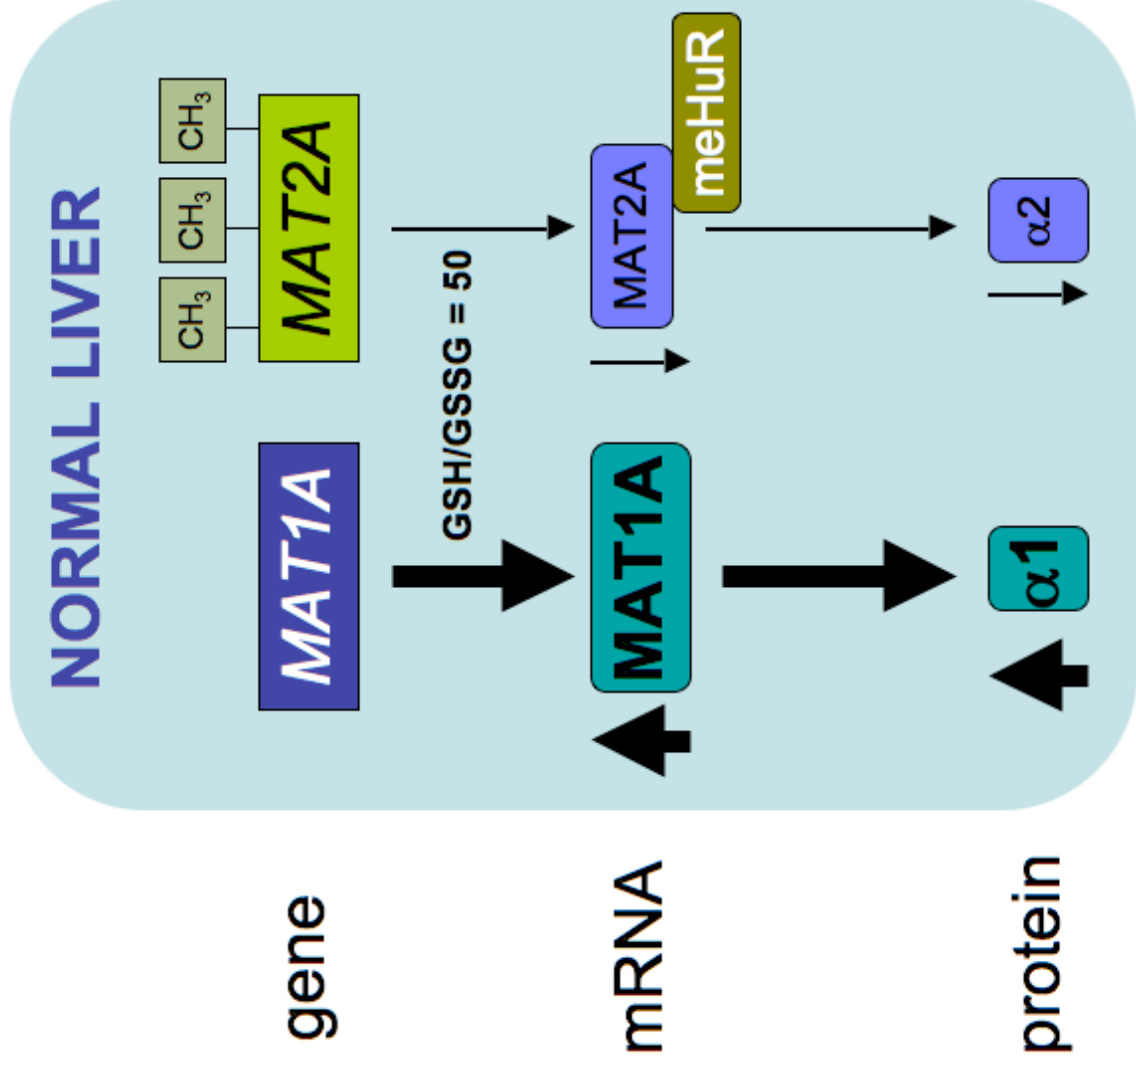 NORMAL LIVER
CH₃ CH₃ CH₃
gene
MAT1A
MAT2A
GSH/GSSG = 50
mRNA
MAT1A
MAT2A
meHuR
protein
α1
α2